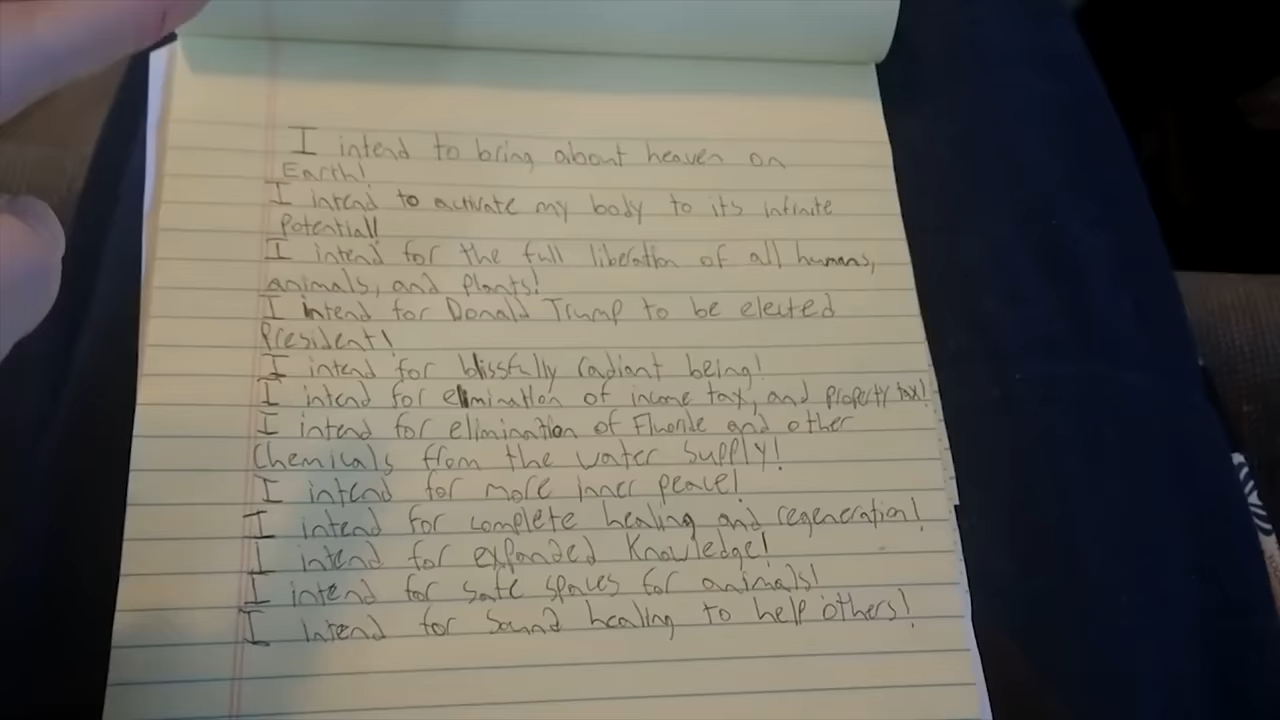 I intend to bring about heaven on
Earth!
I intend to activate my body to its infinite
Potential!
I intend for the full liberation of all humans,
animals, and plants!
I intend for Donald Trump to be elected
President!
I intend for blissfully radiant being!
I intend for elimination of income tax, and property tax!
I intend for elimination of Fluoride and other
Chemicals from the water supply!
I intend for more inner peace!
I intend for complete healing and regeneration!
I intend for expanded Knowledge!
I intend for safe spaces for animals!
I intend for sound healing to help others!